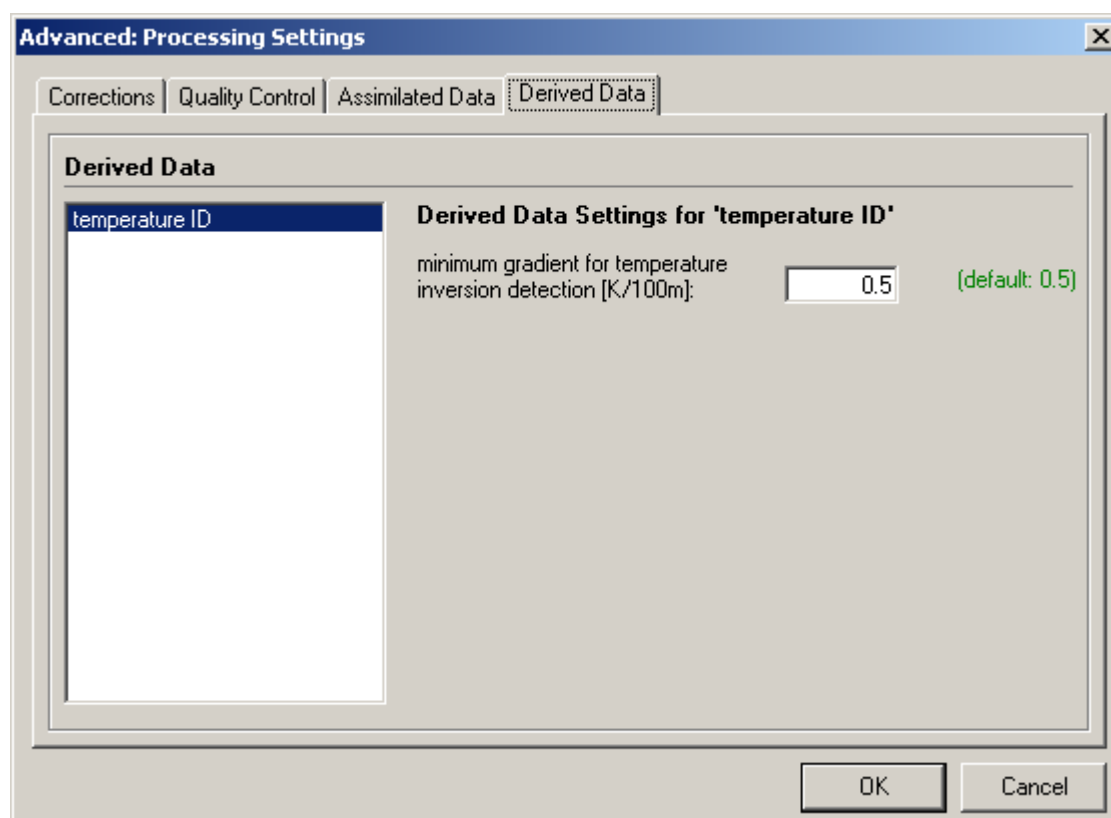 Advanced: Processing Settings
Corrections
Quality Control
Assimilated Data
Derived Data
Derived Data
temperature ID
Derived Data Settings for 'temperature ID'
minimum gradient for temperature
inversion detection [K/100m]:
0.5
(default: 0.5)
OK
Cancel